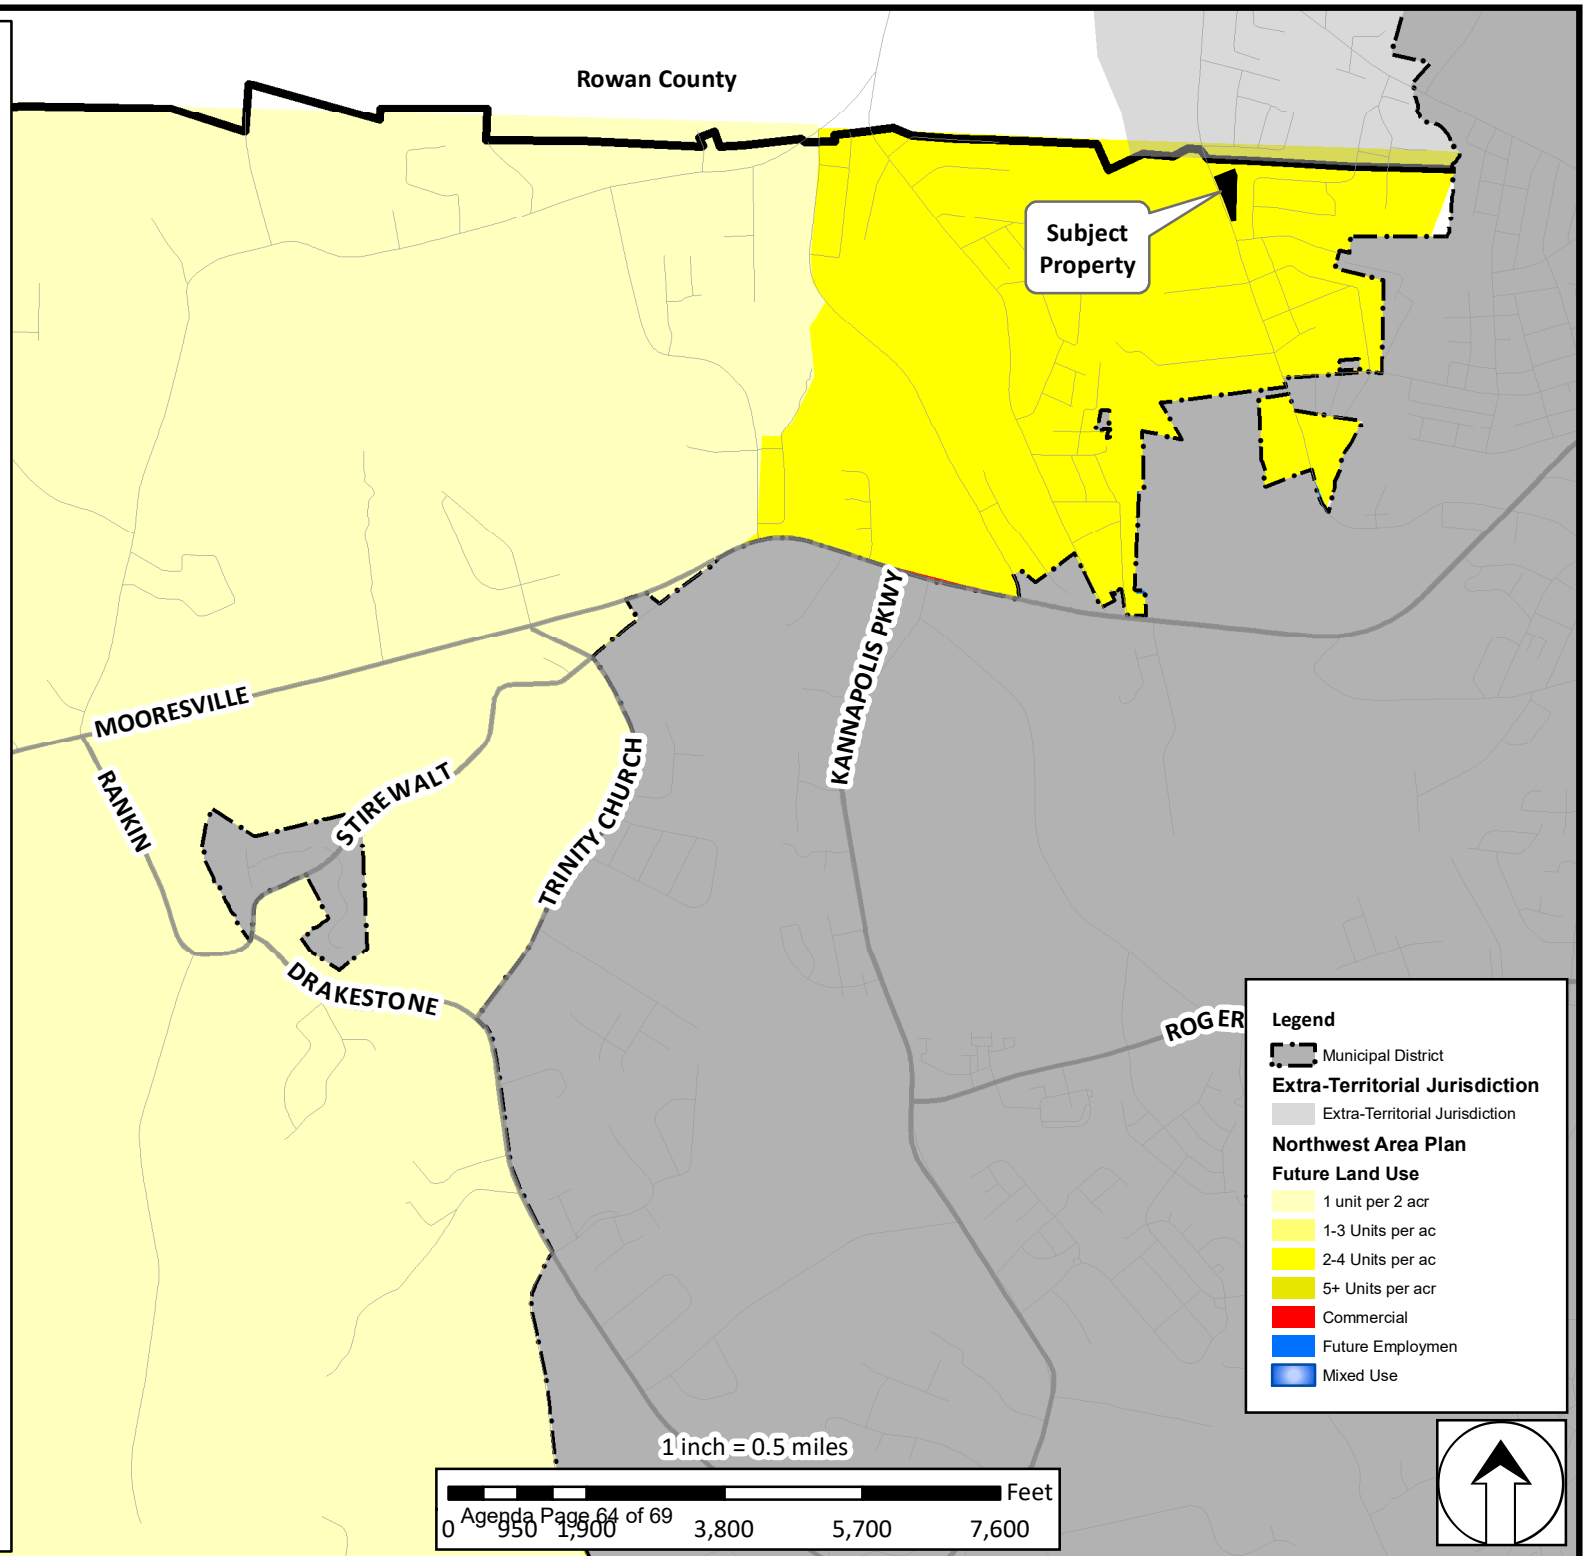 Rowan County
Subject
Property
MOORESVILLE
RANKIN
STIREWALT
TRINITY CHURCH
KANNAPOLIS PKWY
DRAKESTONE
ROGER
Legend
Municipal District
Extra-Territorial Jurisdiction
Extra-Territorial Jurisdiction
Northwest Area Plan
Future Land Use
1 unit per 2 acr
1-3 Units per ac
2-4 Units per ac
5+ Units per acr
Commercial
Future Employmen
Mixed Use
1 inch = 0.5 miles
Feet
Agenda Page 64 of 69
0 950 1,900 3,800 5,700 7,600